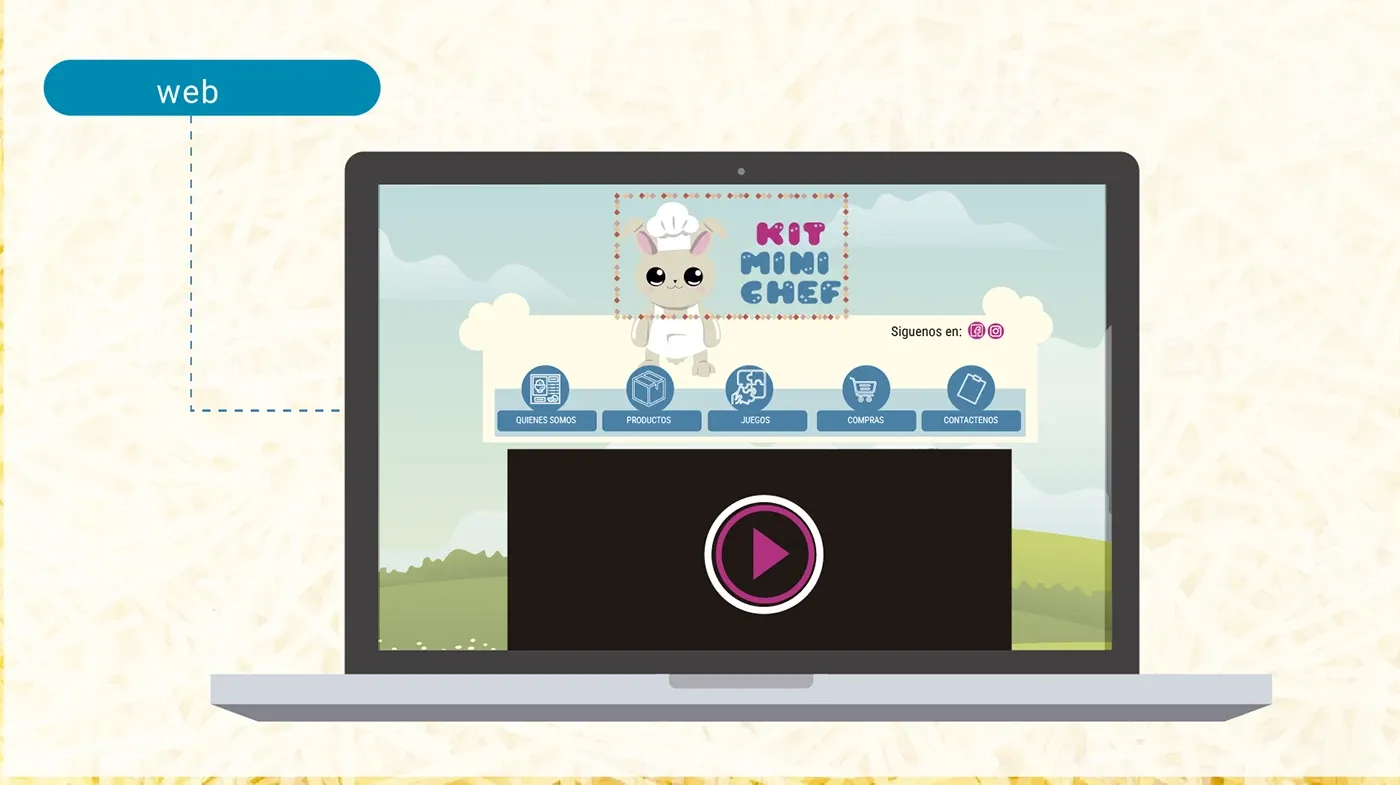 web
KIT
MINI
CHEF
Siguenos en:
QUIENES SOMOS
PRODUCTOS
JUEGOS
COMPRAS
CONTACTENOS